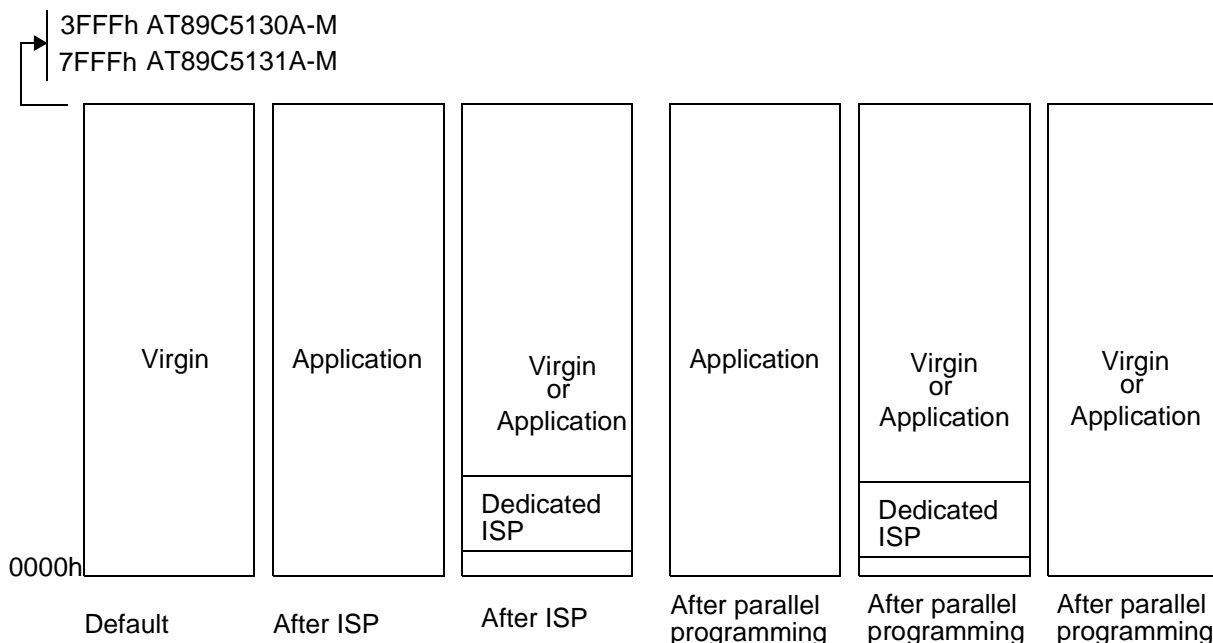 3FFFh AT89C5130A-M
7FFFh AT89C5131A-M
Virgin
Application
Virgin
or
Application
Dedicated
ISP
Application
Virgin
or
Application
Dedicated
ISP
Virgin
or
Application
0000h
Default
After ISP
After ISP
After parallel
programming
After parallel
programming
After parallel
programming